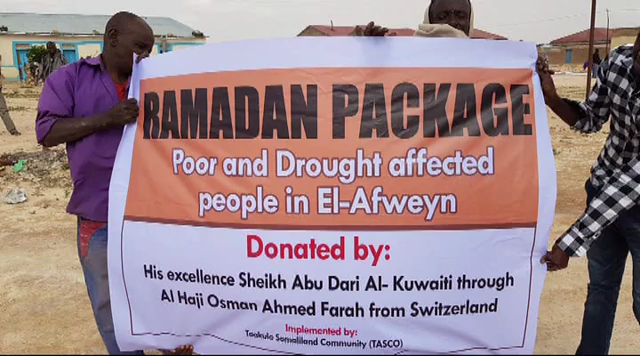 RAMADAN PACKAGE
Poor and Drought affected
people in El-Afweyn
Donated by:
His excellence Sheikh Abu Dari Al- Kuwaiti through
Al Haji Osman Ahmed Farah from Switzerland
Implemented by:
Taakulo Somaliland Community (TASCO)